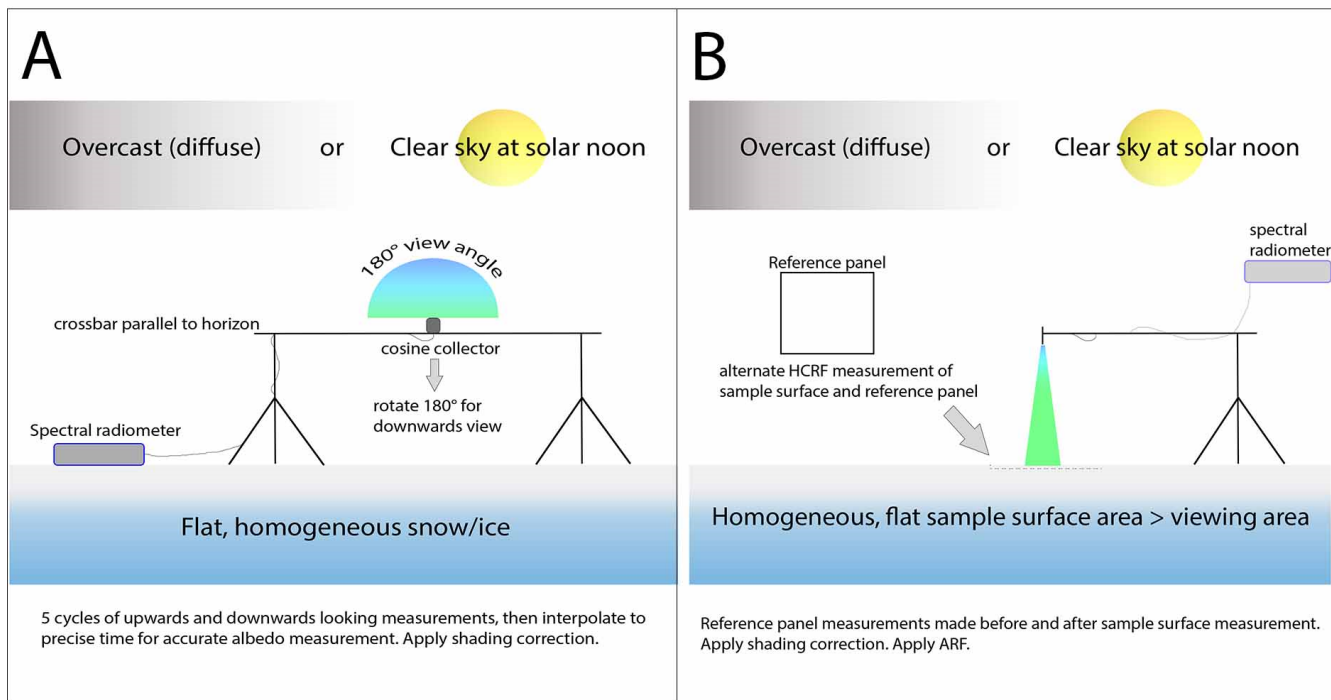 A
Overcast (diffuse) or Clear sky at solar noon
180° view angle
crossbar parallel to horizon
cosine collector
rotate 180° for
downwards view
Spectral radiometer
Flat, homogeneous snow/ice
5 cycles of upwards and downwards looking measurements, then interpolate to
precise time for accurate albedo measurement. Apply shading correction.
B
Overcast (diffuse) or Clear sky at solar noon
spectral
radiometer
Reference panel
alternate HCRF measurement of
sample surface and reference panel
Homogeneous, flat sample surface area > viewing area
Reference panel measurements made before and after sample surface measurement.
Apply shading correction. Apply ARF.